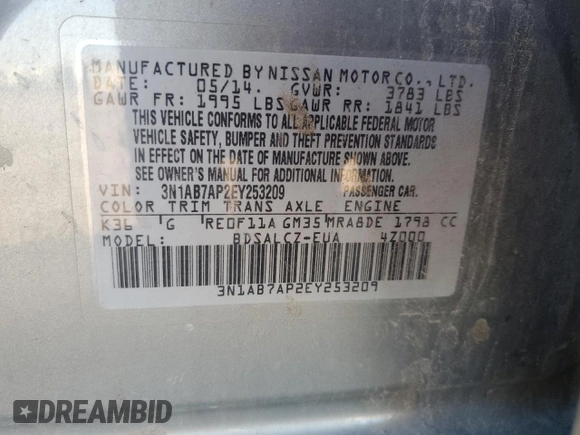 MANUFACTURED BY NISSAN MOTOR CO., LTD.
DATE: 05/14. GVWR: 3783 LBS
GAWR FR: 1995 LBS GAWR RR: 1841 LBS
THIS VEHICLE CONFORMS TO ALL APPLICABLE FEDERAL MOTOR
VEHICLE SAFETY, BUMPER AND THEFT PREVENTION STANDARDS
IN EFFECT ON THE DATE OF MANUFACTURE SHOWN ABOVE.
SEE OWNER'S MANUAL FOR ADDITIONAL INFORMATION
VIN: 3N1AB7AP2EY253209 PASSENGER CAR.
COLOR TRIM TRANS AXLE ENGINE
K36 G RE0F11A GM35 MRA8DE 1798 CC
MODEL: BDSALCZ-EUA 4Z000
3N1AB7AP2EY253209
DREAMBID